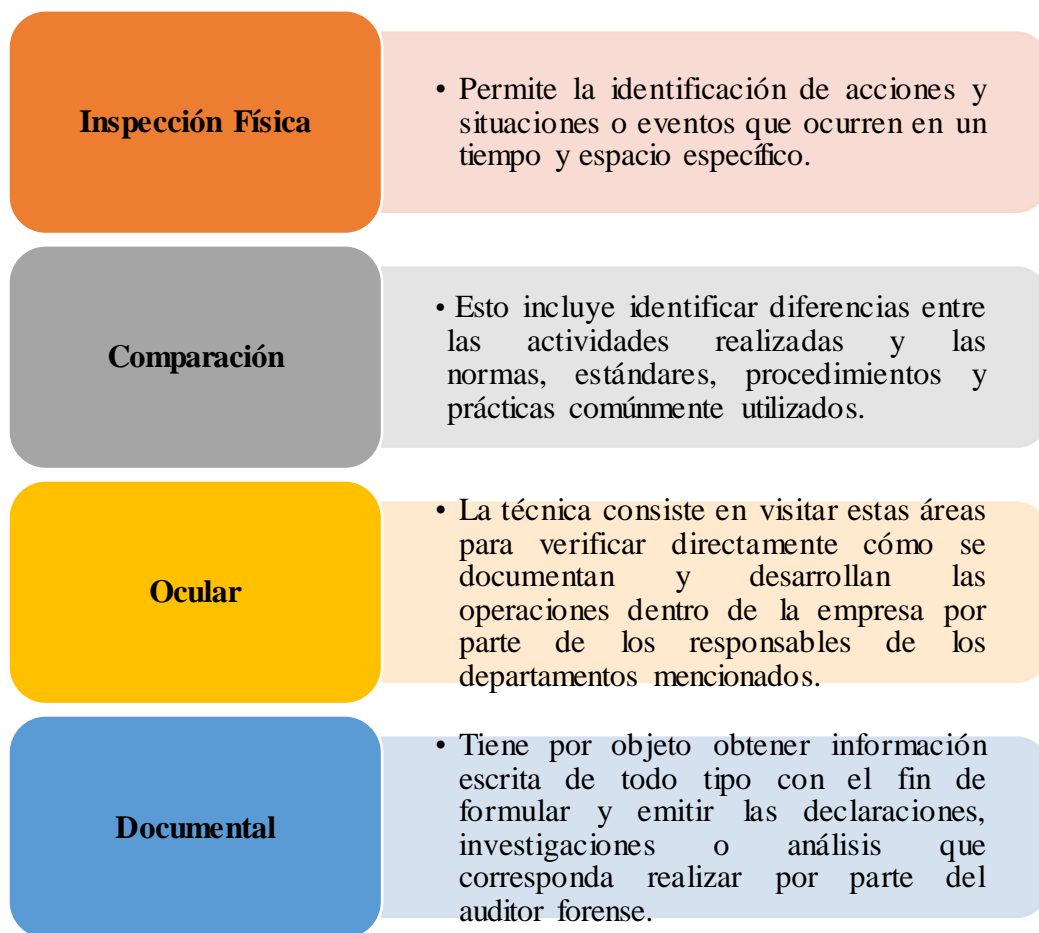 Inspección Física
• Permite la identificación de acciones y
situaciones o eventos que ocurren en un
tiempo y espacio específico.
Comparación
• Esto incluye identificar diferencias entre
las actividades realizadas y las
normas, estándares, procedimientos y
prácticas comúnmente utilizados.
Ocular
• La técnica consiste en visitar estas áreas
para verificar directamente cómo se
documentan y desarrollan las
operaciones dentro de la empresa por
parte de los responsables de los
departamentos mencionados.
Documental
• Tiene por objeto obtener información
escrita de todo tipo con el fin de
formular y emitir las declaraciones,
investigaciones o análisis que
corresponda realizar por parte del
auditor forense.